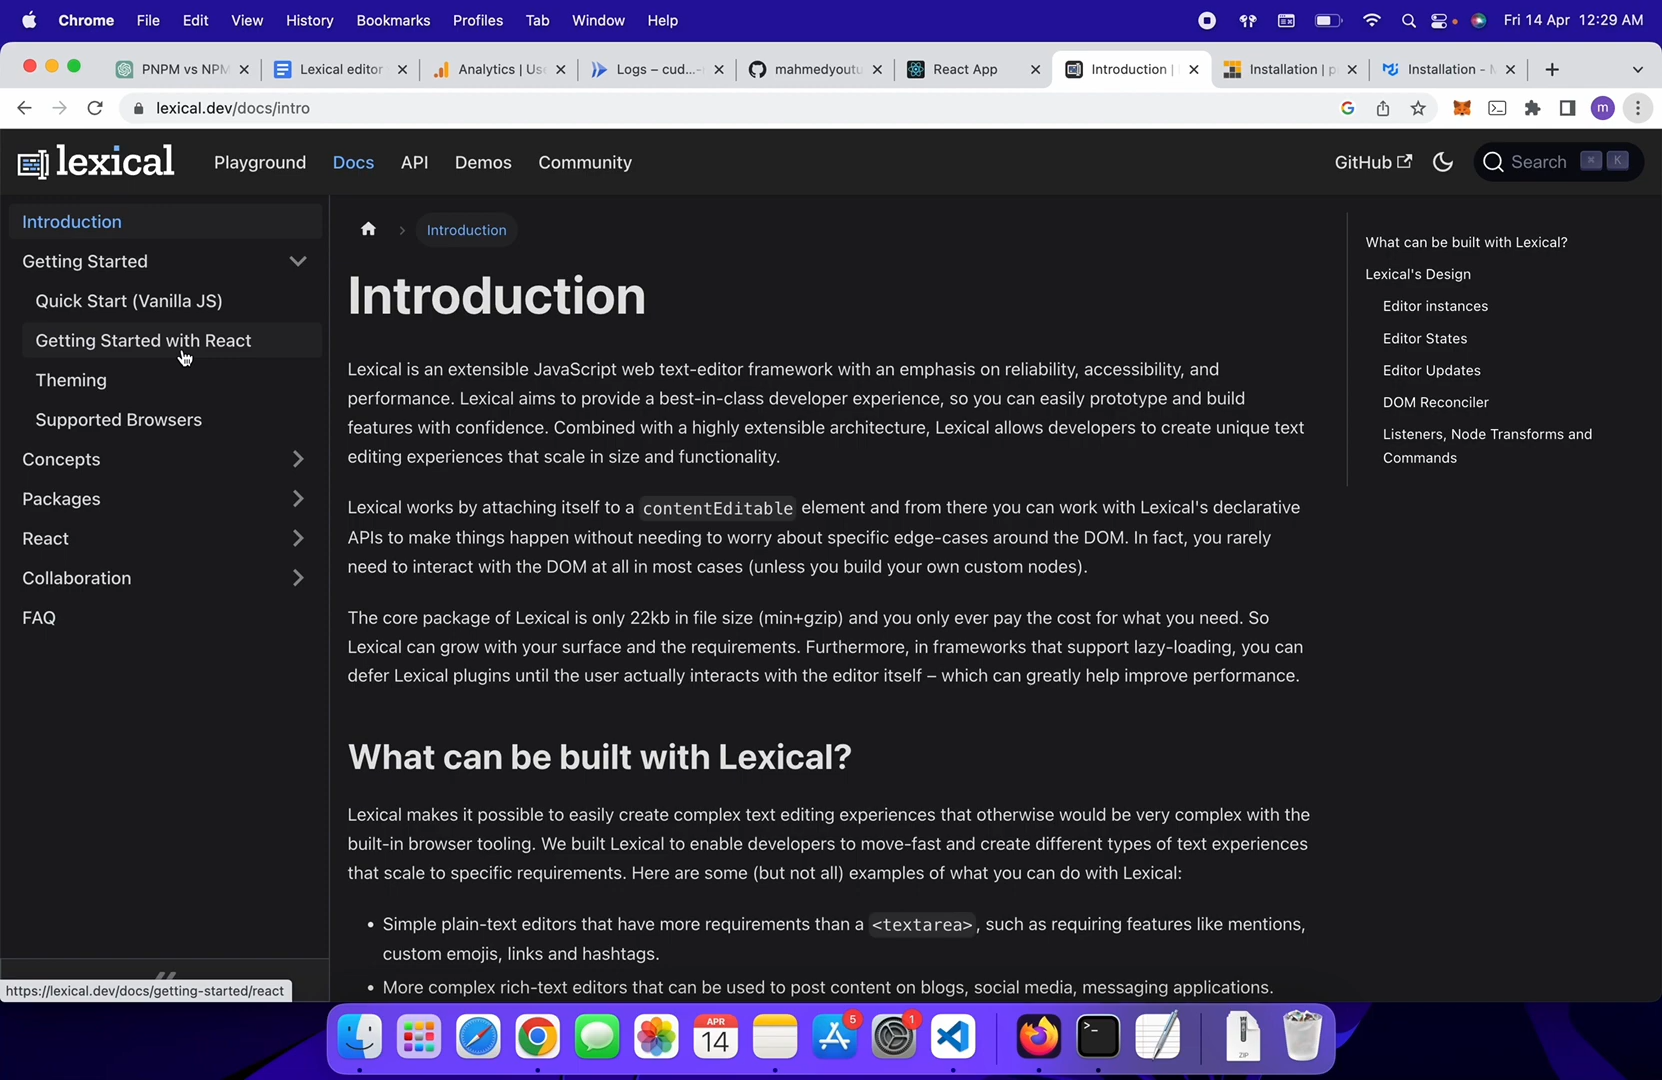 Chrome File Edit View History Bookmarks Profiles Tab Window Help Fri 14 Apr 12:29 AM
PNPM vs NPM Lexical editor Analytics | Us Logs – cud...- mahmedyoutu React App Introduction | Installation | p Installation -
lexical.dev/docs/intro m
lexical Playground Docs API Demos Community GitHub Search ⌘ K
Introduction
Getting Started
Quick Start (Vanilla JS)
Getting Started with React
Theming
Supported Browsers
Concepts
Packages
React
Collaboration
FAQ
https://lexical.dev/docs/getting-started/react
Introduction
Introduction
Lexical is an extensible JavaScript web text-editor framework with an emphasis on reliability, accessibility, and
performance. Lexical aims to provide a best-in-class developer experience, so you can easily prototype and build
features with confidence. Combined with a highly extensible architecture, Lexical allows developers to create unique text
editing experiences that scale in size and functionality.
Lexical works by attaching itself to a contentEditable element and from there you can work with Lexical's declarative
APIs to make things happen without needing to worry about specific edge-cases around the DOM. In fact, you rarely
need to interact with the DOM at all in most cases (unless you build your own custom nodes).
The core package of Lexical is only 22kb in file size (min+gzip) and you only ever pay the cost for what you need. So
Lexical can grow with your surface and the requirements. Furthermore, in frameworks that support lazy-loading, you can
defer Lexical plugins until the user actually interacts with the editor itself – which can greatly help improve performance.
What can be built with Lexical?
Lexical makes it possible to easily create complex text editing experiences that otherwise would be very complex with the
built-in browser tooling. We built Lexical to enable developers to move-fast and create different types of text experiences
that scale to specific requirements. Here are some (but not all) examples of what you can do with Lexical:
• Simple plain-text editors that have more requirements than a <textarea>, such as requiring features like mentions,
custom emojis, links and hashtags.
• More complex rich-text editors that can be used to post content on blogs, social media, messaging applications.
What can be built with Lexical?
Lexical's Design
Editor instances
Editor States
Editor Updates
DOM Reconciler
Listeners, Node Transforms and
Commands
APR
14
5
1
ZIP